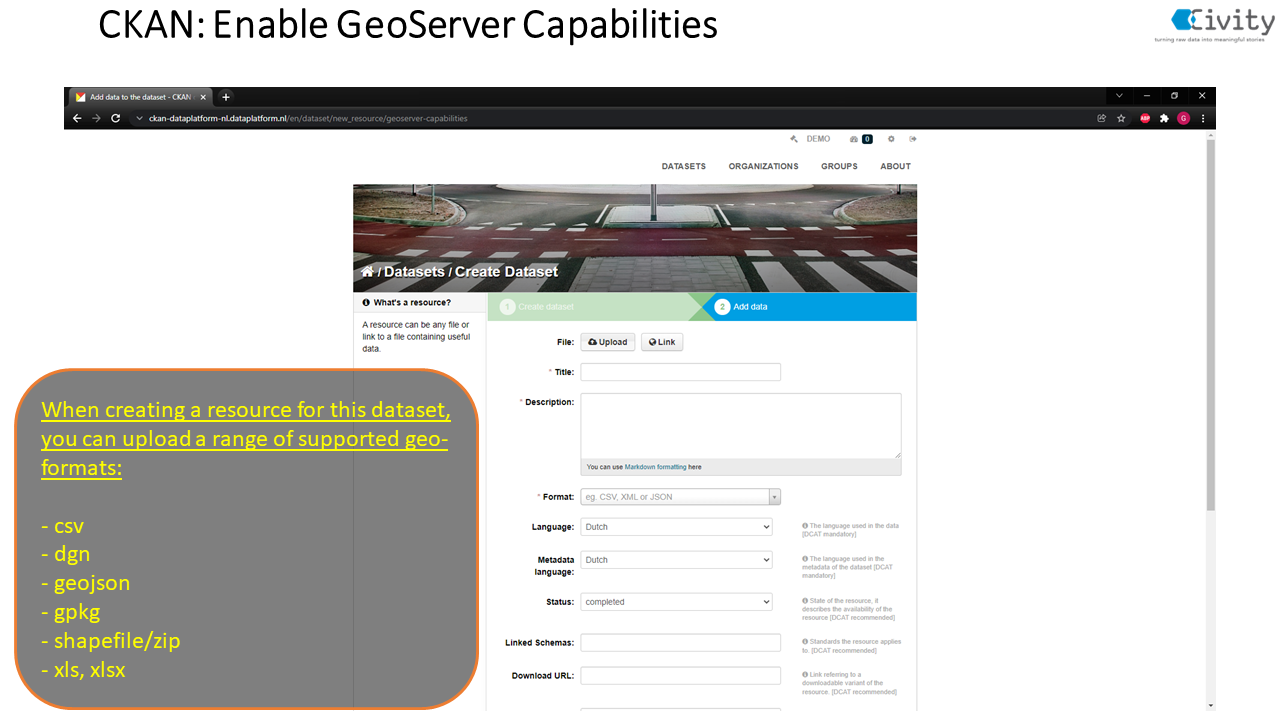 CKAN: Enable GeoServer Capabilities
Civity
turning raw data into meaningful stories
Add data to the dataset - CKAN
ckan-dataplatform-nl.dataplatform.nl/en/dataset/new_resource/geoserver-capabilities
ABP
G
DEMO 0
DATASETS ORGANIZATIONS GROUPS ABOUT
/ Datasets / Create Dataset
What's a resource?
A resource can be any file or
link to a file containing useful
data.
1 Create dataset
2 Add data
File: Upload Link
* Title:
* Description:
You can use Markdown formatting here
* Format: eg. CSV, XML or JSON
Language: Dutch
The language used in the data
[DCAT mandatory]
Metadata
language:
Dutch
The language used in the
metadata of the dataset [DCAT
mandatory]
Status: completed
State of the resource, it
describes the availability of the
resource [DCAT recommended]
Linked Schemas:
Standards the resource applies
to. [DCAT recommended]
Download URL:
Link referring to a
downloadable variant of the
resource. [DCAT recommended]
When creating a resource for this dataset,
you can upload a range of supported geo-
formats:
- csv
- dgn
- geojson
- gpkg
- shapefile/zip
- xls, xlsx